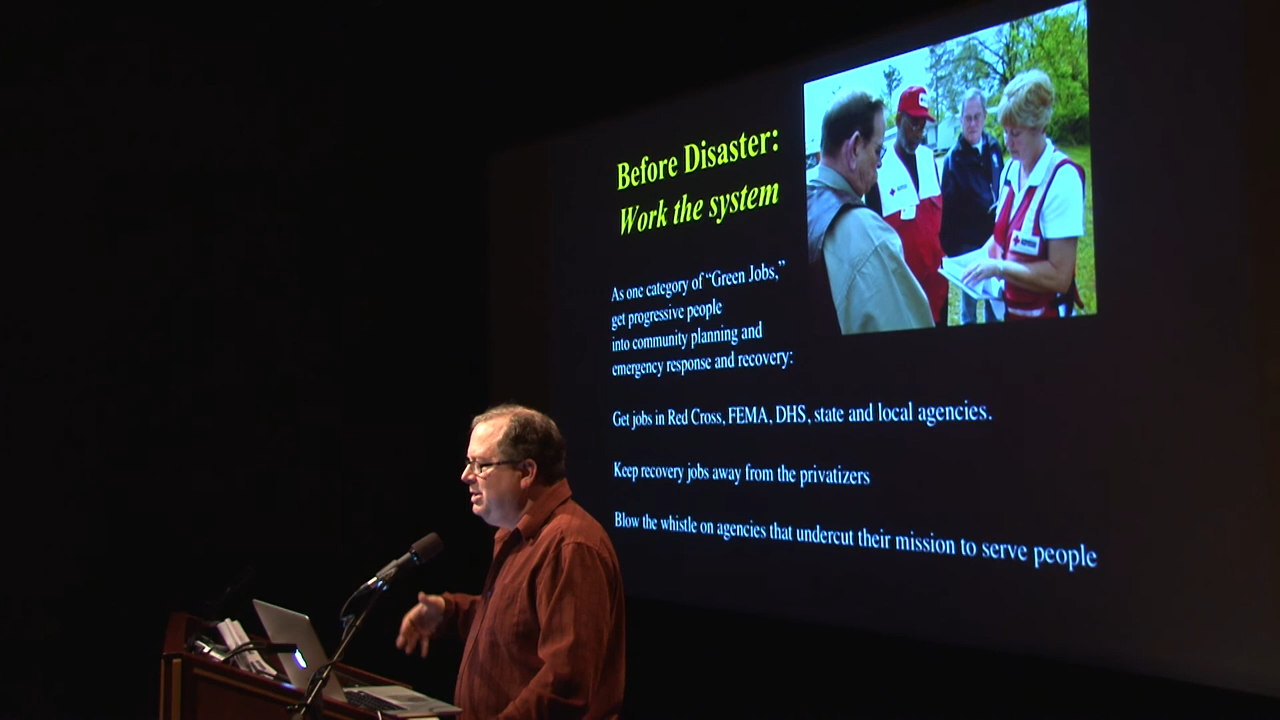 Before Disaster:
Work the system
As one category of “Green Jobs,”
get progressive people
into community planning and
emergency response and recovery:
Get jobs in Red Cross, FEMA, DHS, state and local agencies.
Keep recovery jobs away from the privatizers
Blow the whistle on agencies that undercut their mission to serve people